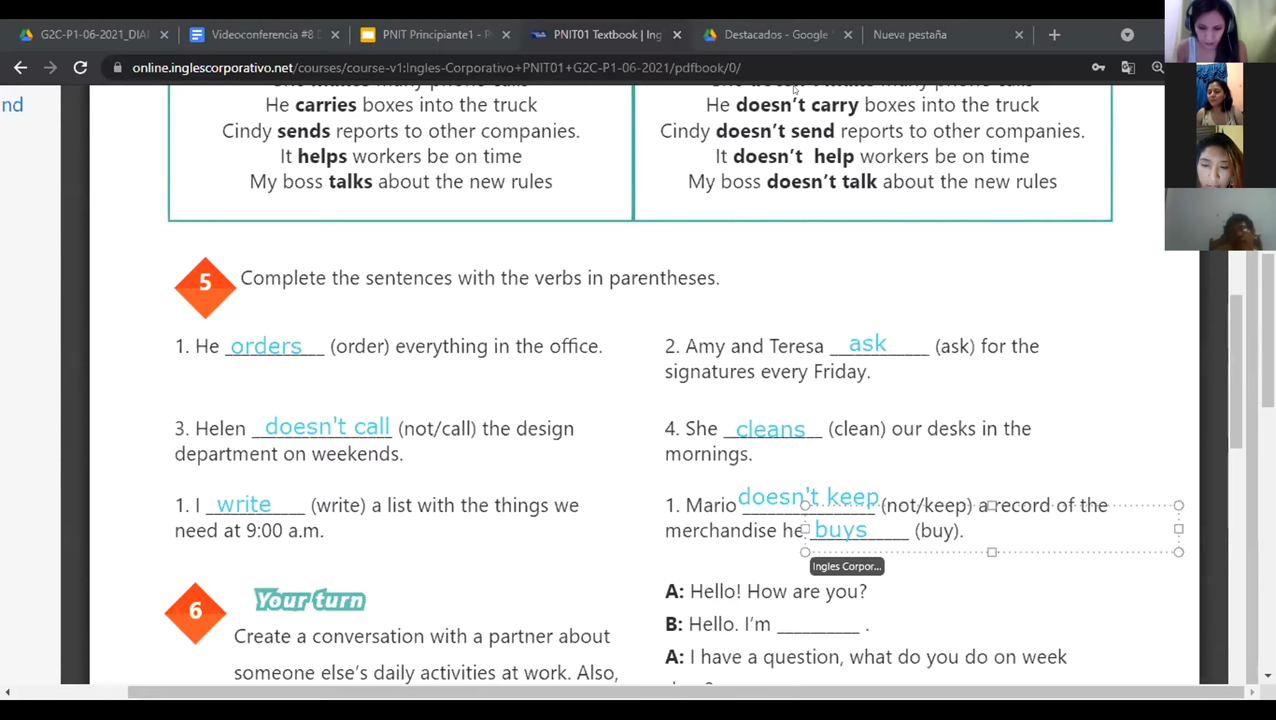 G2C-P1-06-2021_DIA
Videoconferencia #8 D
PNIT Principiante1 - P
PNIT01 Textbook | Ing
Destacados - Google
Nueva pestaña
online.inglescorporativo.net/courses/course-v1:Ingles-Corporativo+PNIT01+G2C-P1-06-2021/pdfbook/0/
nd
He carries boxes into the truck
Cindy sends reports to other companies.
It helps workers be on time
My boss talks about the new rules
He doesn't carry boxes into the truck
Cindy doesn't send reports to other companies.
It doesn't help workers be on time
My boss doesn't talk about the new rules
5 Complete the sentences with the verbs in parentheses.
1. He orders (order) everything in the office.
2. Amy and Teresa ask (ask) for the
signatures every Friday.
3. Helen doesn't call (not/call) the design
department on weekends.
4. She cleans (clean) our desks in the
mornings.
1. I write (write) a list with the things we
need at 9:00 a.m.
1. Mario doesn't keep (not/keep) a record of the
merchandise he buys (buy).
Ingles Corpor...
6 Your turn
Create a conversation with a partner about
someone else's daily activities at work. Also,
A: Hello! How are you?
B: Hello. I'm __________ .
A: I have a question, what do you do on week